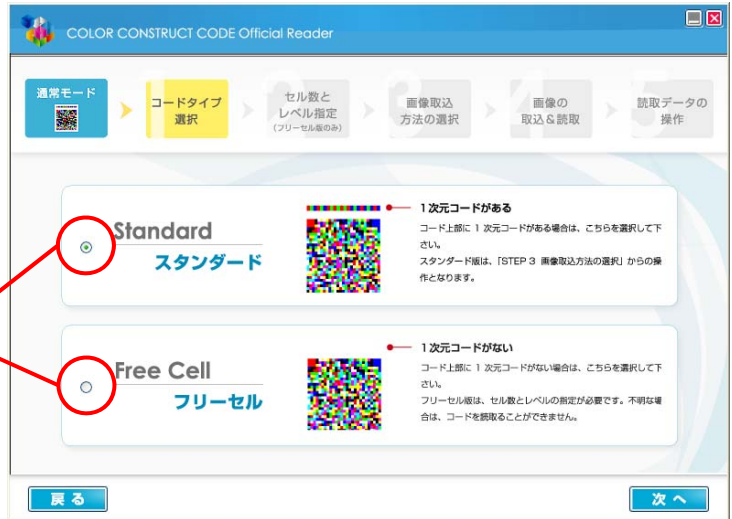 COLOR CONSTRUCT CODE Official Reader
通常モード
1
コードタイプ
選択
2
セル数と
レベル指定
(フリーセル版のみ)
3
画像取込
方法の選択
4
画像の
取込&読取
5
読取データの
操作
Standard
スタンダード
1次元コードがある
コード上部に 1 次元コードがある場合は、こちらを選択して下
さい。
スタンダード版は、「STEP 3 画像取込方法の選択」からの操
作となります。
Free Cell
フリーセル
1次元コードがない
コード上部に 1 次元コードがない場合は、こちらを選択して下
さい。
フリーセル版は、セル数とレベルの指定が必要です。不明な場
合は、コードを読取ることができません。
戻る
次へ